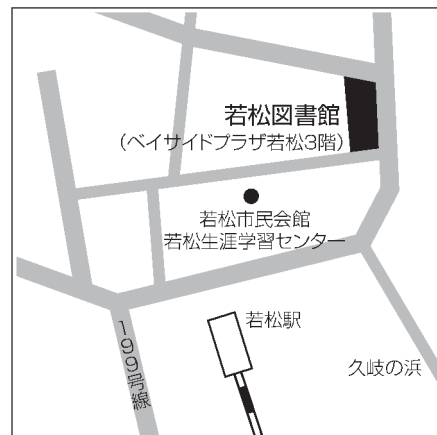 若松図書館
(ベイサイドプラザ若松3階)
若松市民会館
若松生涯学習センター
若松駅
199号線
久岐の浜